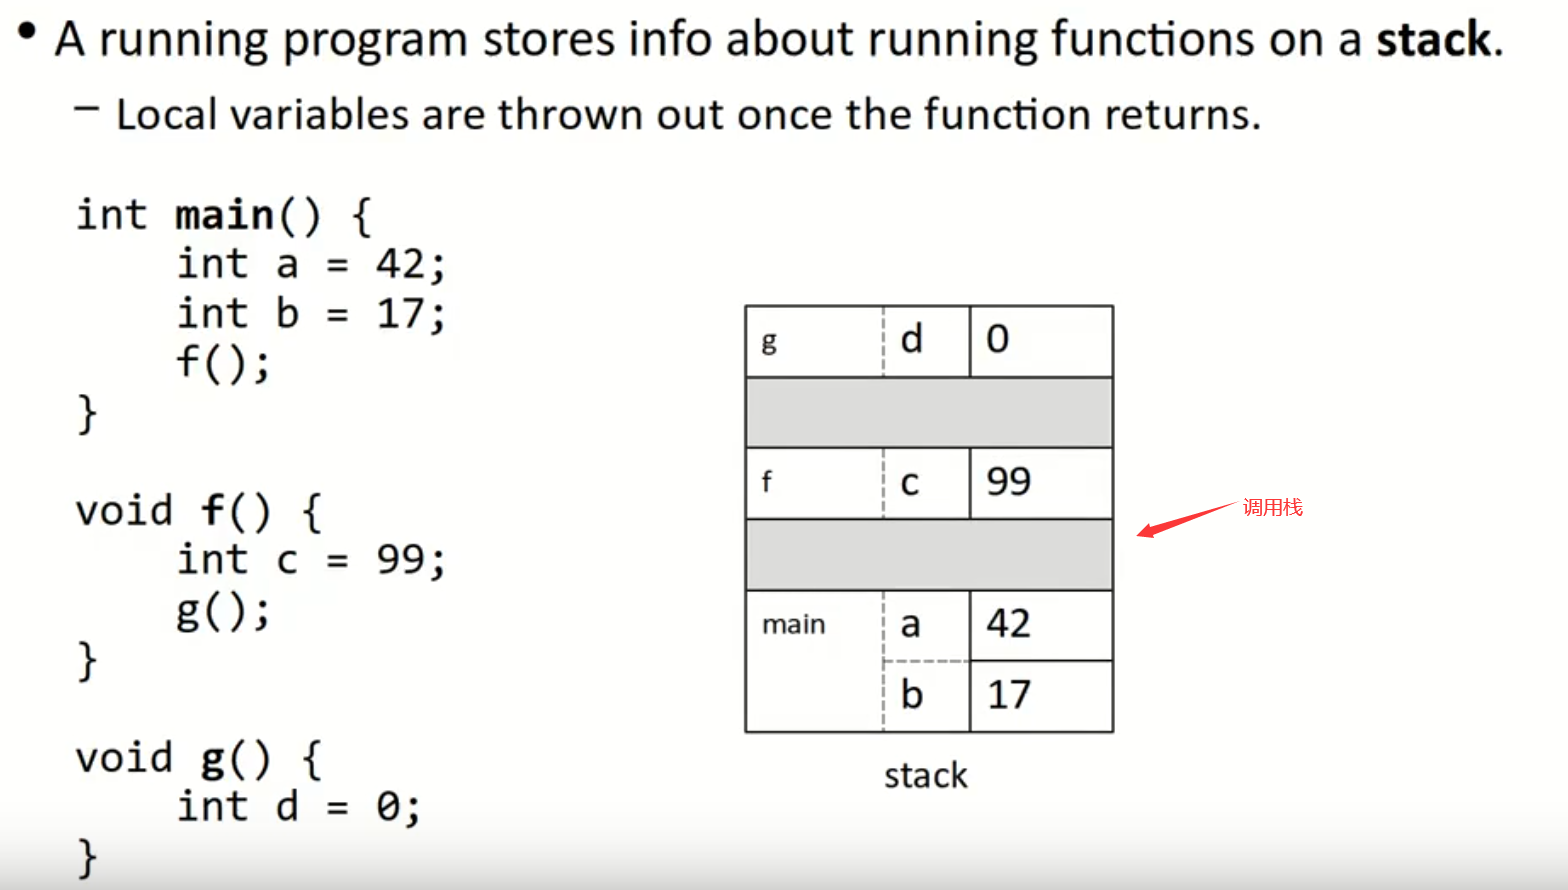 • A running program stores info about running functions on a stack.
– Local variables are thrown out once the function returns.
int main() {
int a = 42;
int b = 17;
f();
}
void f() {
int c = 99;
g();
}
void g() {
int d = 0;
}
g d 0
f c 99
main a 42
b 17
stack
调用栈